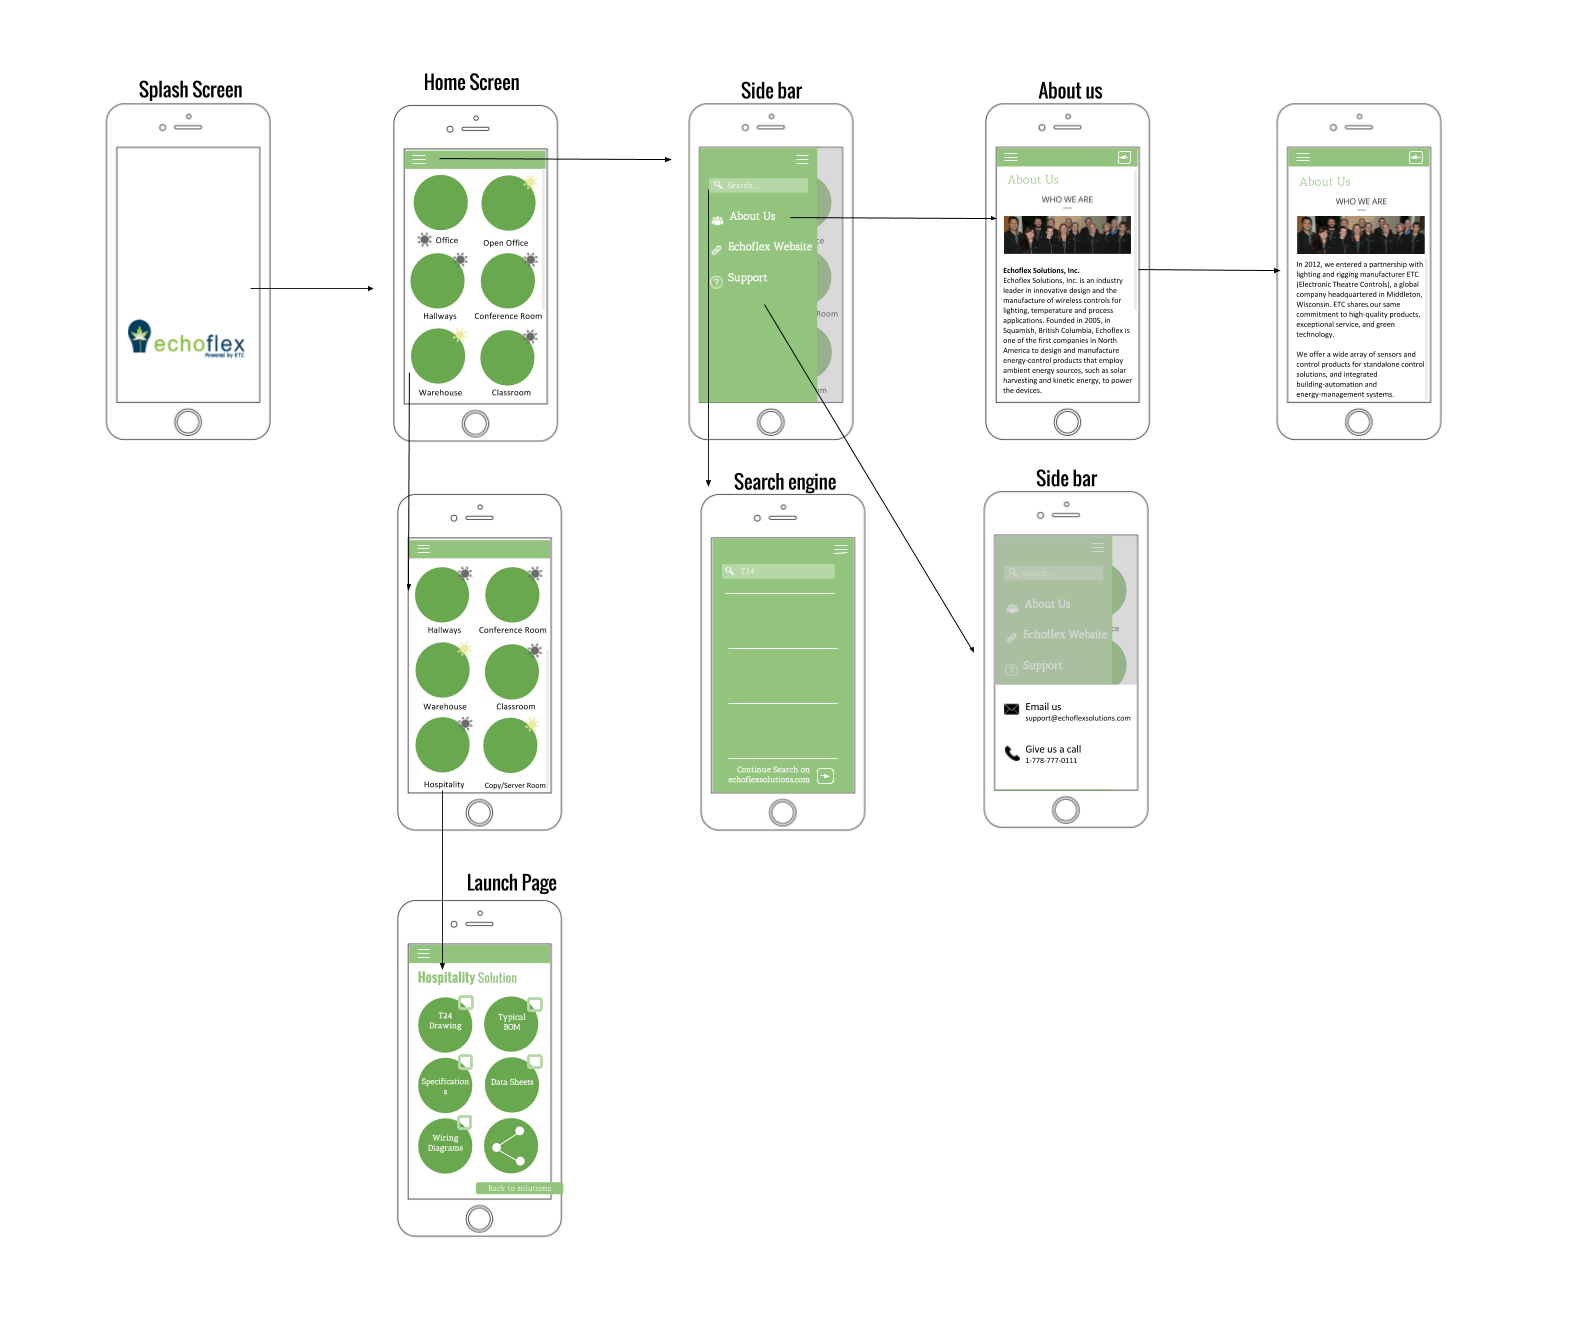 Splash Screen
echoflex
Powered by ETC
Home Screen
Office
Open Office
Hallways
Conference Room
Warehouse
Classroom
Side bar
Search...
About Us
Echoflex Website
Support
ce
Room
om
About us
About Us
WHO WE ARE
Echoflex Solutions, Inc.
Echoflex Solutions, Inc. is an industry
leader in innovative design and the
manufacture of wireless controls for
lighting, temperature and process
applications. Founded in 2005, in
Squamish, British Columbia, Echoflex is
one of the first companies in North
America to design and manufacture
energy-control products that employ
ambient energy sources, such as solar
harvesting and kinetic energy, to power
the devices.
About Us
WHO WE ARE
In 2012, we entered a partnership with
lighting and rigging manufacturer ETC
(Electronic Theatre Controls), a global
company headquartered in Middleton,
Wisconsin. ETC shares our same
commitment to high-quality products,
exceptional service, and green
technology.
We offer a wide array of sensors and
control products for standalone control
solutions, and integrated
building-automation and
energy-management systems.
Hallways
Conference Room
Warehouse
Classroom
Hospitality
Copy/Server Room
Search engine
T24
Continue Search on
echoflexsolutions.com
Side bar
Search...
About Us
Echoflex Website
Support
ce
Email us
support@echoflexsolutions.com
Give us a call
1-778-777-0111
Launch Page
Hospitality Solution
T24
Drawing
Typical
BOM
Specification
s
Data Sheets
Wiring
Diagrams
Back to solutions